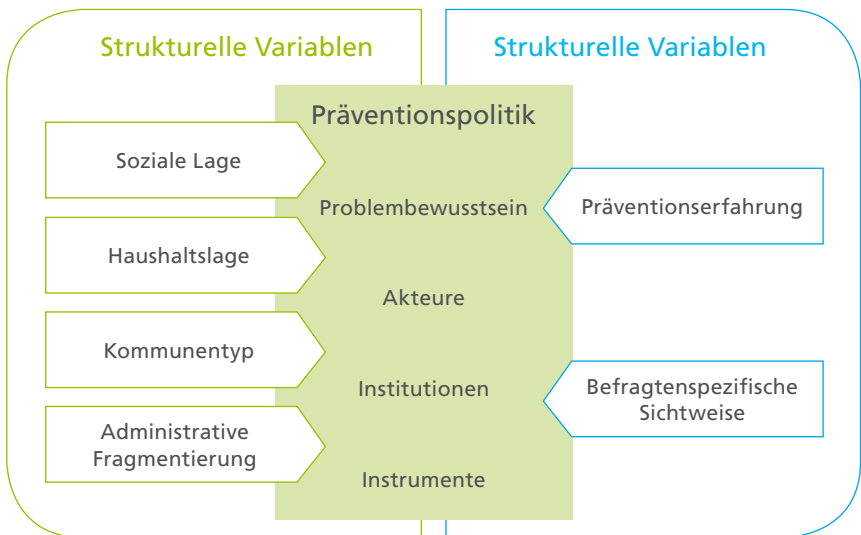 Strukturelle Variablen
Soziale Lage
Haushaltslage
Kommunentyp
Administrative
Fragmentierung
Präventionspolitik
Problembewusstsein
Akteure
Institutionen
Instrumente
Strukturelle Variablen
Präventionserfahrung
Befragtenspezifische
Sichtweise